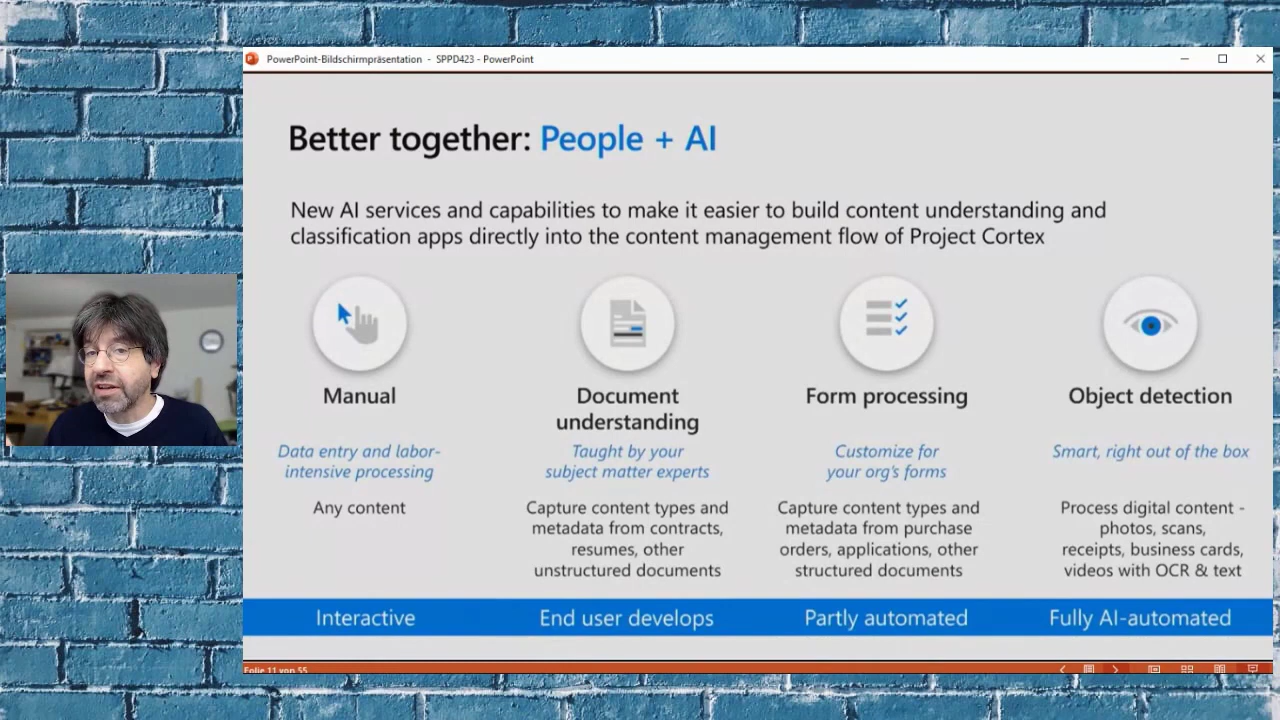 PowerPoint-Bildschirmpräsentation - SPPD423 - PowerPoint
Better together: People + AI
New AI services and capabilities to make it easier to build content understanding and
classification apps directly into the content management flow of Project Cortex
Manual
Data entry and labor-
intensive processing
Any content
Interactive
Document
understanding
Taught by your
subject matter experts
Capture content types and
metadata from contracts,
resumes, other
unstructured documents
End user develops
Form processing
Customize for
your org's forms
Capture content types and
metadata from purchase
orders, applications, other
structured documents
Partly automated
Object detection
Smart, right out of the box
Process digital content -
photos, scans,
receipts, business cards,
videos with OCR & text
Fully AI-automated
Folie 11 von 55